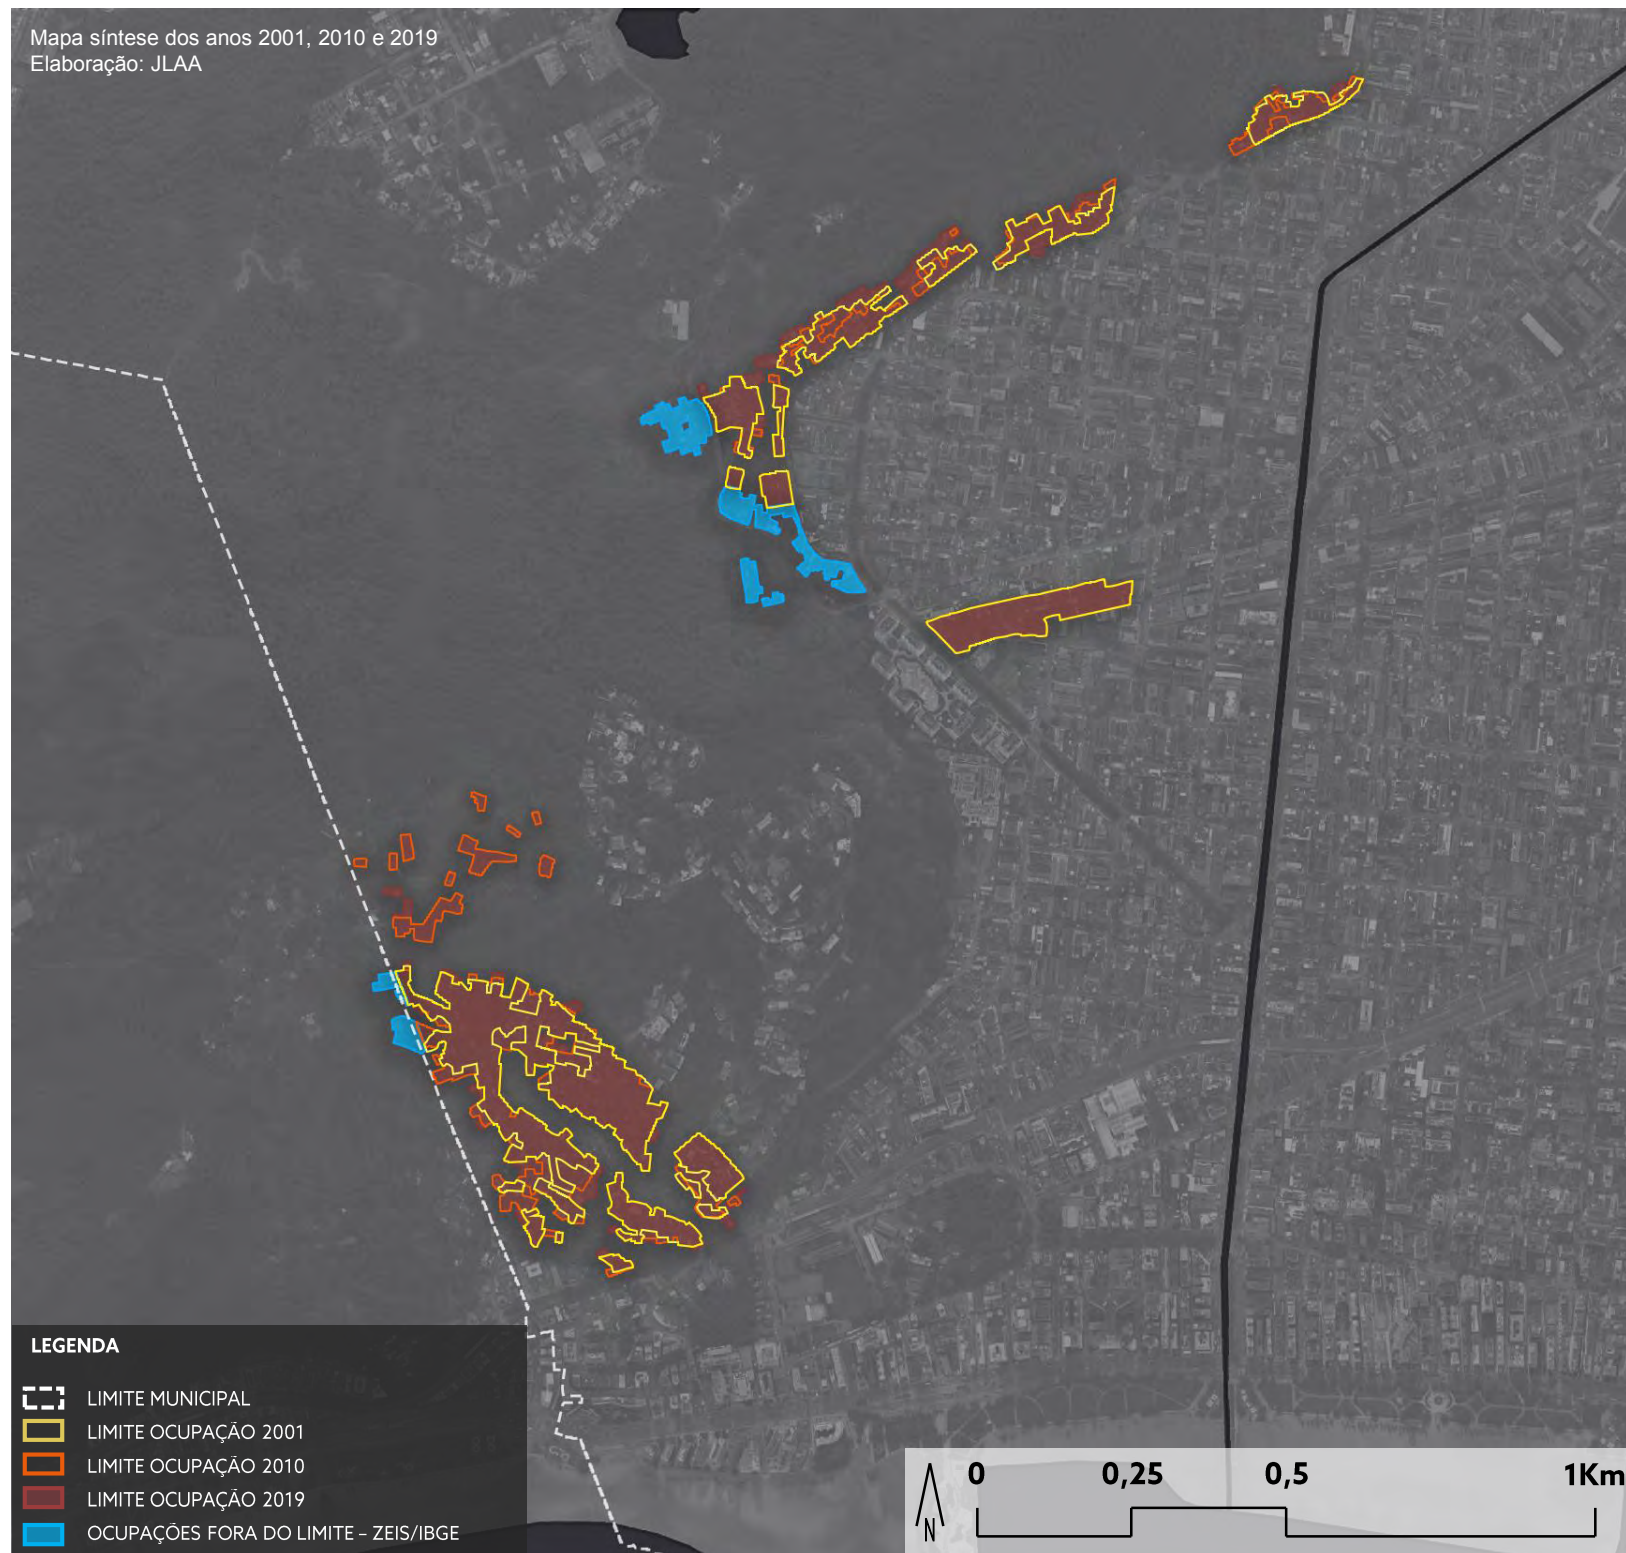 Mapa síntese dos anos 2001, 2010 e 2019
Elaboração: JLAA
LEGENDA
LIMITE MUNICIPAL
LIMITE OCUPAÇÃO 2001
LIMITE OCUPAÇÃO 2010
LIMITE OCUPAÇÃO 2019
OCUPAÇÕES FORA DO LIMITE – ZEIS/IBGE
N
0 0,25 0,5 1Km